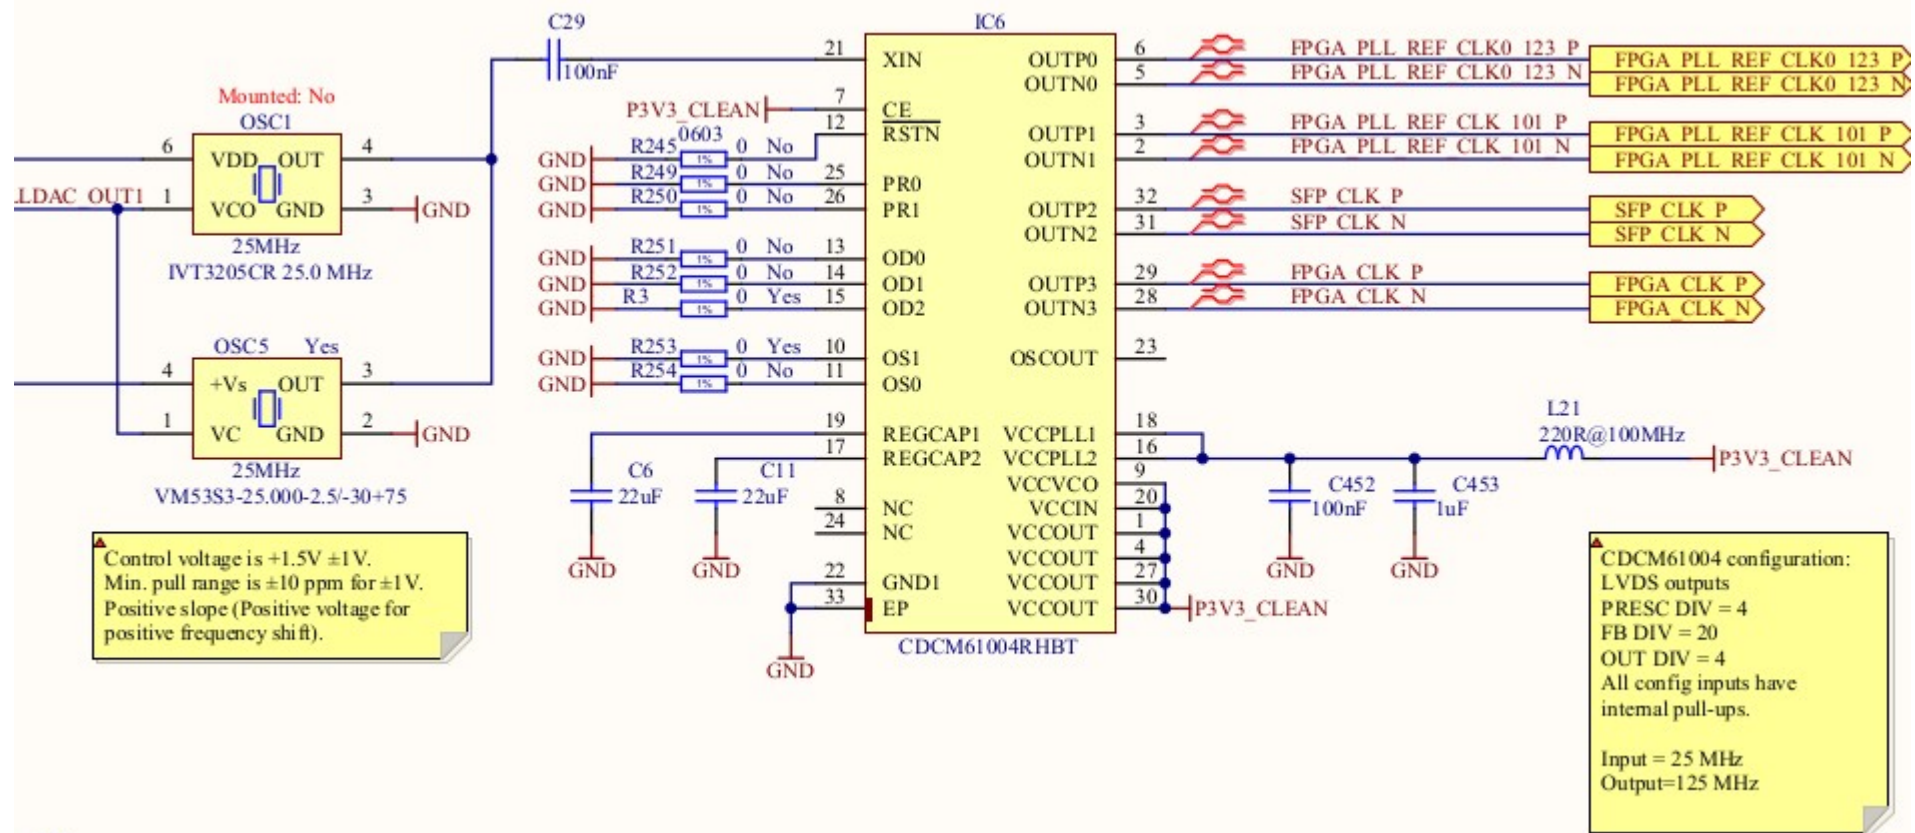 C29
100nF
Mounted: No
OSC1
6 VDD OUT 4
LLDAC_OUT1 1 VCO GND 3 GND
25MHz
IVT3205CR 25.0 MHz
OSC5 Yes
4 +Vs OUT 3
1 VC GND 2 GND
25MHz
VM53S3-25.000-2.5/-30+75
Control voltage is +1.5V ±1V.
Min. pull range is ±10 ppm for ±1V.
Positive slope (Positive voltage for
positive frequency shift).
IC6
21 XIN
P3V3_CLEAN 7 CE
0603 12 RSTN
GND R245 1% 0 No
GND R249 1% 0 No 25 PR0
GND R250 1% 0 No 26 PR1
GND R251 1% 0 No 13 OD0
GND R252 1% 0 No 14 OD1
GND R3 1% 0 Yes 15 OD2
GND R253 1% 0 Yes 10 OS1
GND R254 1% 0 No 11 OS0
19 REGCAP1
17 REGCAP2
C6
22uF
GND
C11
22uF
GND
8 NC
24 NC
22 GND1
33 EP
GND
OUTP0 6 FPGA_PLL_REF_CLK0_123_P FPGA_PLL_REF_CLK0_123_P
OUTN0 5 FPGA_PLL_REF_CLK0_123_N FPGA_PLL_REF_CLK0_123_N
OUTP1 3 FPGA_PLL_REF_CLK_101_P FPGA_PLL_REF_CLK_101_P
OUTN1 2 FPGA_PLL_REF_CLK_101_N FPGA_PLL_REF_CLK_101_N
OUTP2 32 SFP_CLK_P SFP_CLK_P
OUTN2 31 SFP_CLK_N SFP_CLK_N
OUTP3 29 FPGA_CLK_P FPGA_CLK_P
OUTN3 28 FPGA_CLK_N FPGA_CLK_N
OSCOUT 23
VCCPLL1 18
VCCPLL2 16
VCCVCO 9
VCCIN 20
VCCOUT 1
VCCOUT 4
VCCOUT 27
VCCOUT 30 P3V3_CLEAN
CDCM61004RHBT
L21
220R@100MHz
P3V3_CLEAN
C452
100nF
GND
C453
1uF
GND
CDCM61004 configuration:
LVDS outputs
PRESC DIV = 4
FB DIV = 20
OUT DIV = 4
All config inputs have
internal pull-ups.
Input = 25 MHz
Output=125 MHz